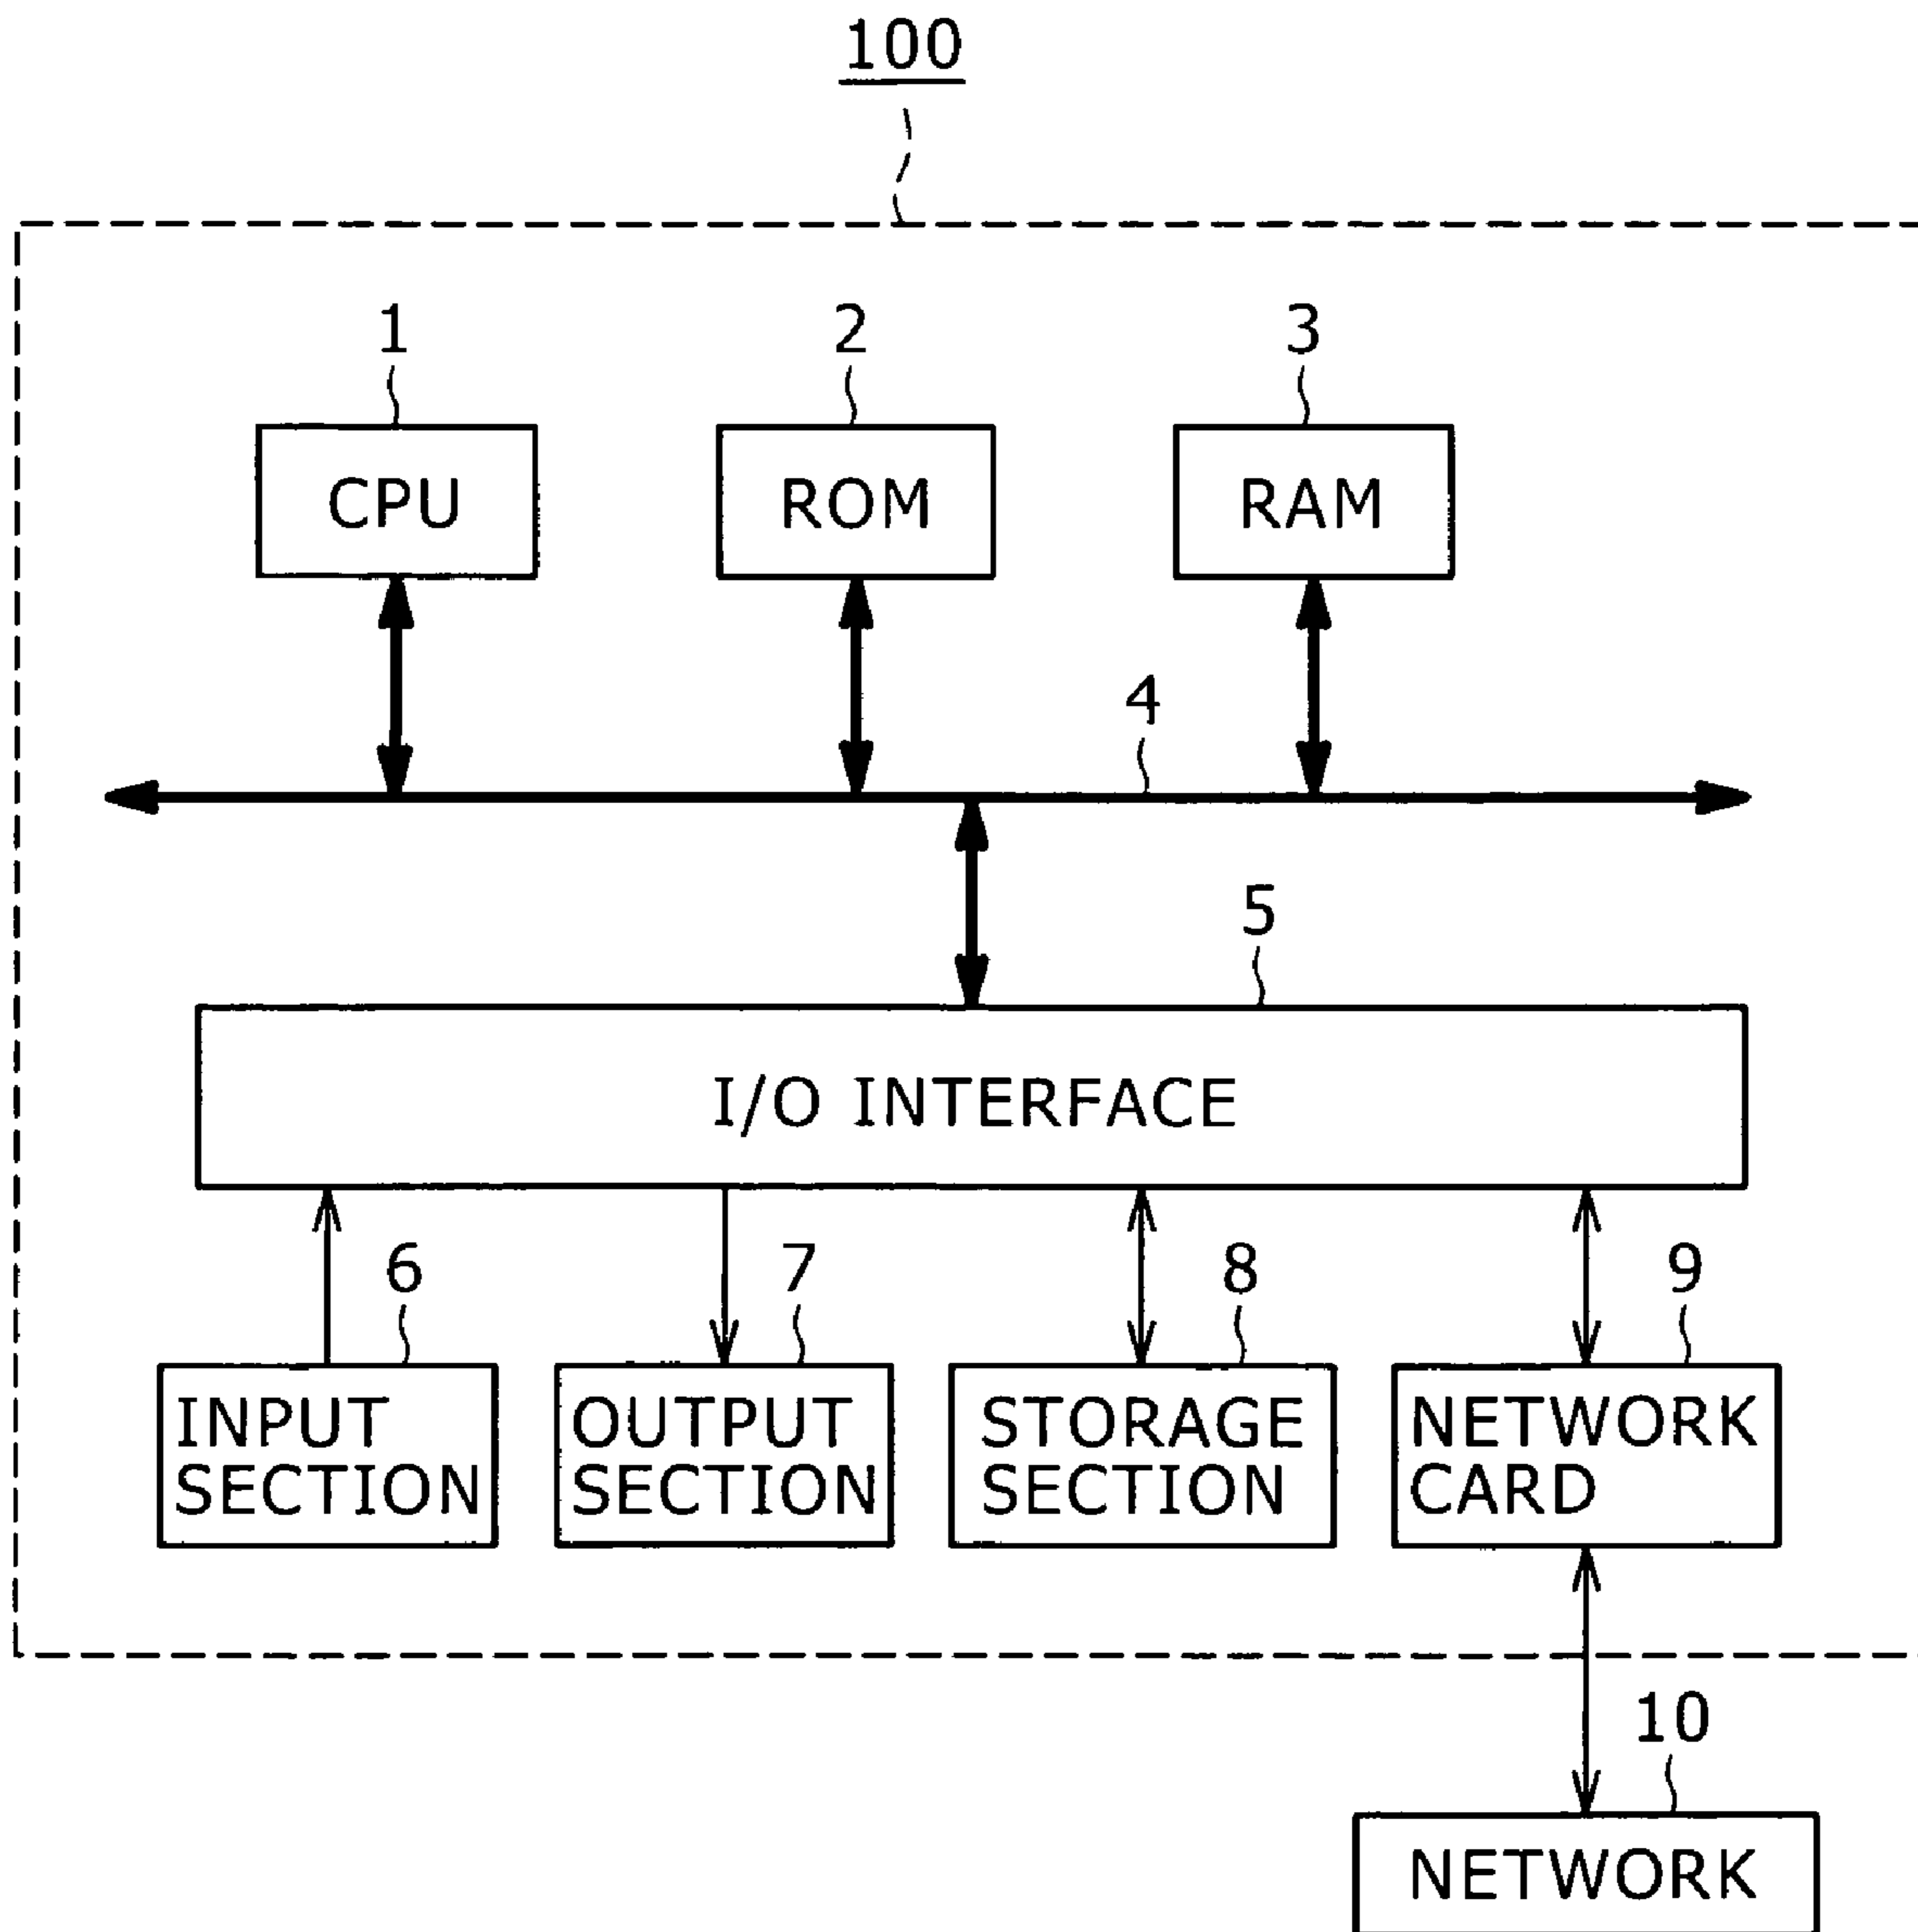 100
1
2
3
CPU
ROM
RAM
4
5
I/O INTERFACE
6
7
8
9
INPUT
SECTION
OUTPUT
SECTION
STORAGE
SECTION
NETWORK
CARD
10
NETWORK